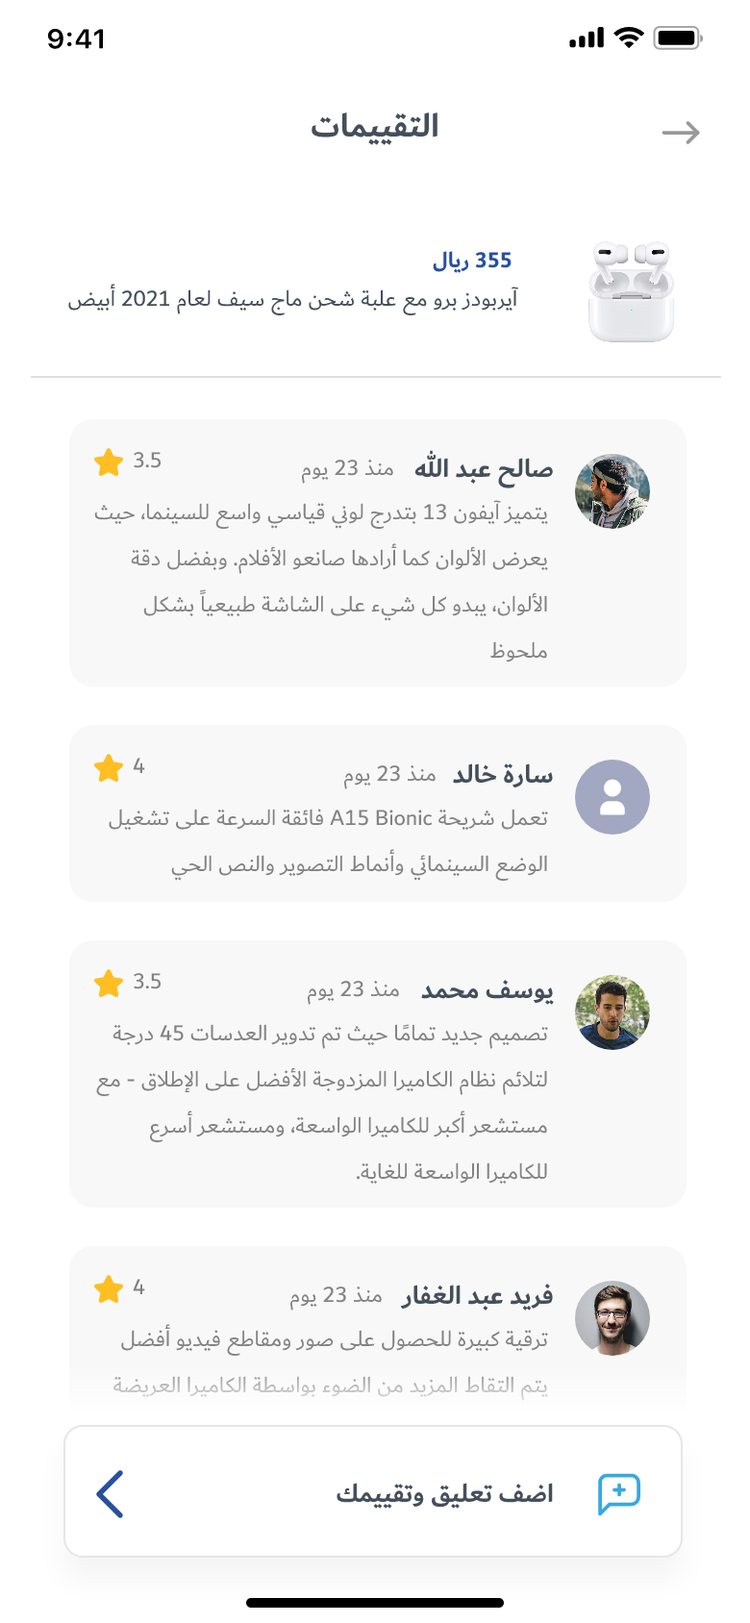 9:41
التقييمات
355 ريال
آيربودز برو مع علبة شحن ماج سيف لعام 2021 أبيض
صالح عبد الله منذ 23 يوم 3.5
يتميز آيفون 13 بتدرج لوني قياسي واسع للسينما، حيث
يعرض الألوان كما أرادها صانعو الأفلام. وبفضل دقة
الألوان، يبدو كل شيء على الشاشة طبيعياً بشكل
ملحوظ
سارة خالد منذ 23 يوم 4
تعمل شريحة A15 Bionic فائقة السرعة على تشغيل
الوضع السينمائي وأنماط التصوير والنص الحي
يوسف محمد منذ 23 يوم 3.5
تصميم جديد تمامًا حيث تم تدوير العدسات 45 درجة
لتلائم نظام الكاميرا المزدوجة الأفضل على الإطلاق - مع
مستشعر أكبر للكاميرا الواسعة، ومستشعر أسرع
للكاميرا الواسعة للغاية.
فريد عبد الغفار منذ 23 يوم 4
ترقية كبيرة للحصول على صور ومقاطع فيديو أفضل
يتم التقاط المزيد من الضوء بواسطة الكاميرا العريضة
اضف تعليق وتقييمك